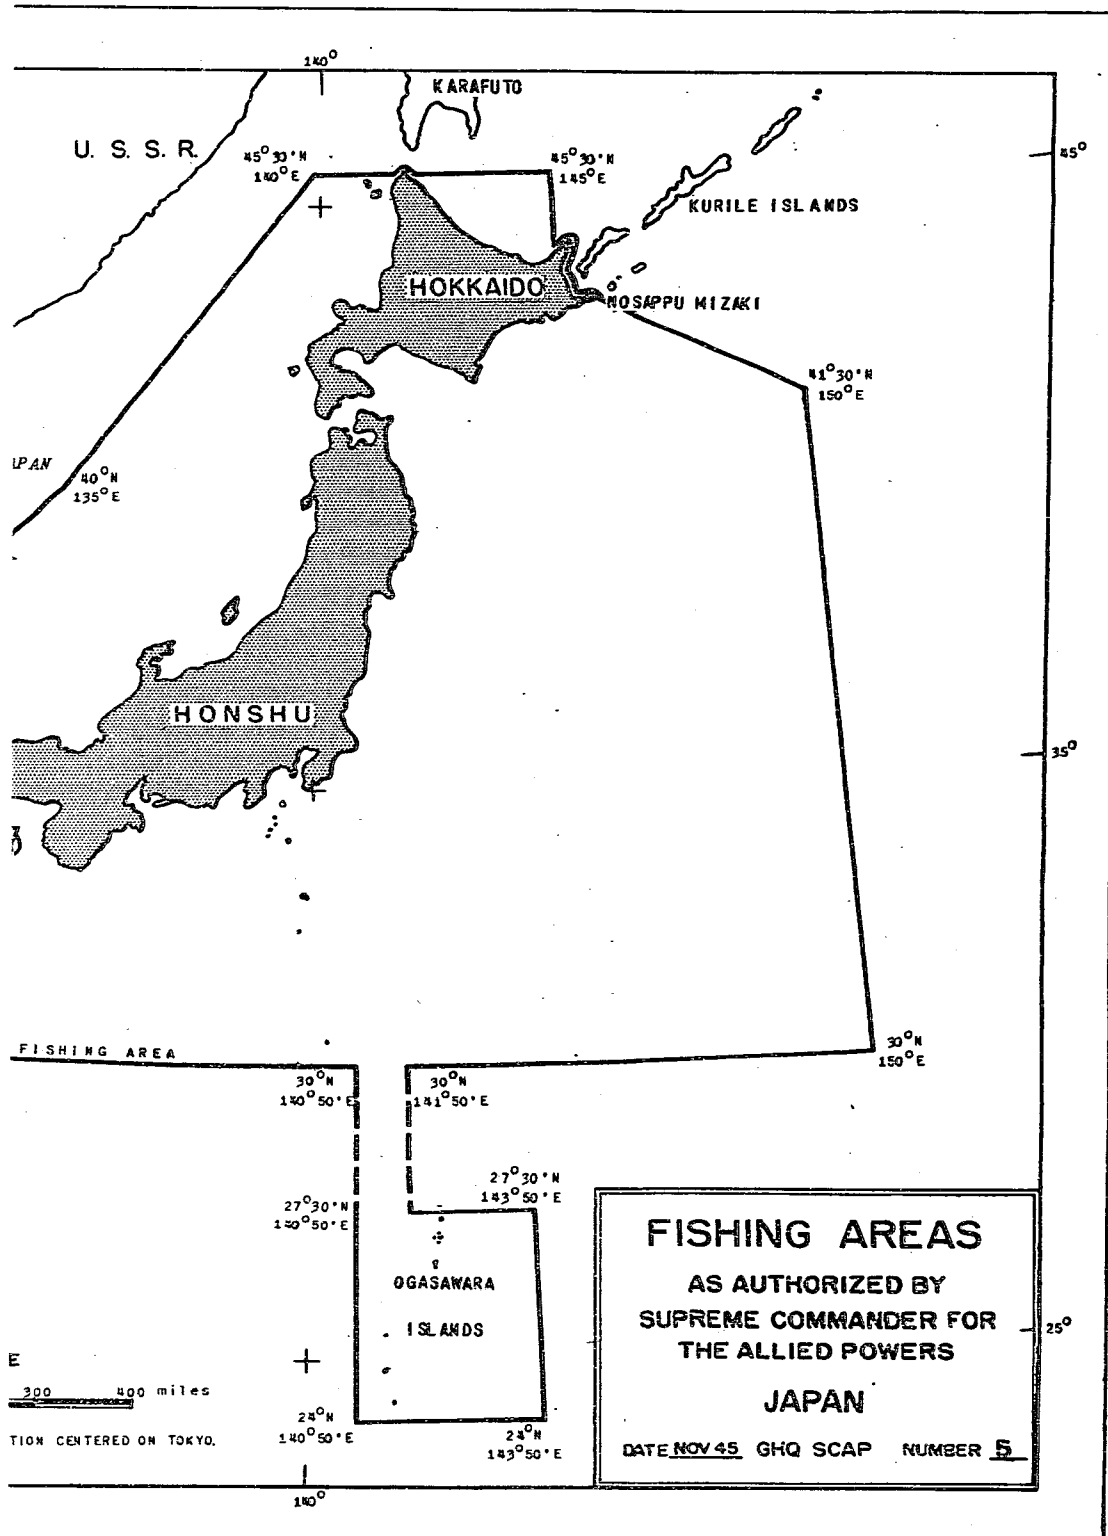 140°
KARAFUTO
U. S. S. R.
45°30'N
140°E
45°30'N
145°E
45°
KURILE ISLANDS
HOKKAIDO
NOSAPPU MIZAKI
41°30'N
150°E
APAN
40°N
135°E
HONSHU
35°
FISHING AREA
30°N
150°E
30°N
140°50'E
30°N
141°50'E
27°30'N
143°50'E
27°30'N
140°50'E
OGASAWARA
ISLANDS
FISHING AREAS
AS AUTHORIZED BY
SUPREME COMMANDER FOR
THE ALLIED POWERS
JAPAN
DATE NOV 45 GHQ SCAP NUMBER 5
25°
E
300 400 miles
TION CENTERED ON TOKYO.
24°N
140°50'E
24°N
143°50'E
140°